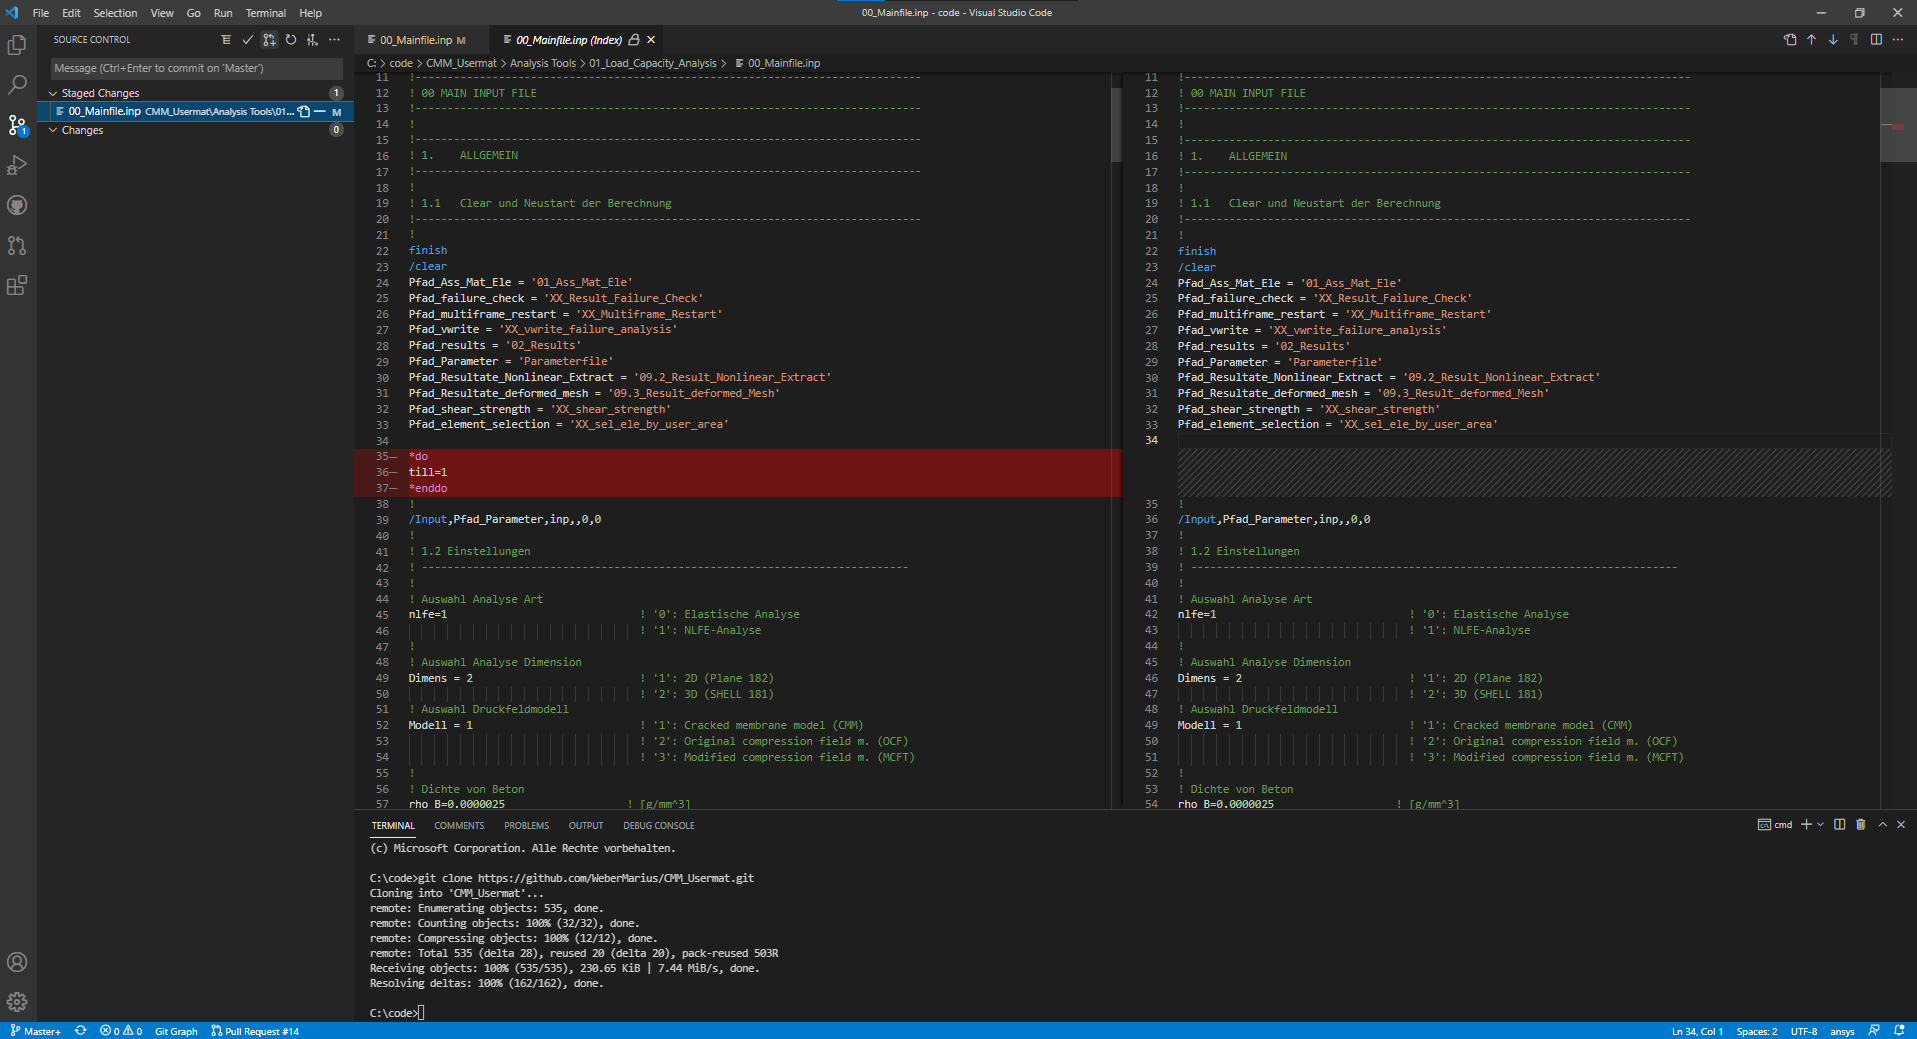 File Edit Selection View Go Run Terminal Help
00_Mainfile.inp - code - Visual Studio Code
SOURCE CONTROL
Message (Ctrl+Enter to commit on 'Master')
Staged Changes 1
00_Mainfile.inp CMM_Usermat\Analysis Tools\01... M
Changes 0
1
00_Mainfile.inp M
00_Mainfile.inp (Index)
C: > code > CMM_Usermat > Analysis Tools > 01_Load_Capacity_Analysis > 00_Mainfile.inp
11 !-------------------------------------------------------------------------------
12 ! 00 MAIN INPUT FILE
13 !-------------------------------------------------------------------------------
14 !
15 !-------------------------------------------------------------------------------
16 ! 1. ALLGEMEIN
17 !-------------------------------------------------------------------------------
18 !
19 ! 1.1 Clear und Neustart der Berechnung
20 !-------------------------------------------------------------------------------
21 !
22 finish
23 /clear
24 Pfad_Ass_Mat_Ele = '01_Ass_Mat_Ele'
25 Pfad_failure_check = 'XX_Result_Failure_Check'
26 Pfad_multiframe_restart = 'XX_Multiframe_Restart'
27 Pfad_vwrite = 'XX_vwrite_failure_analysis'
28 Pfad_results = '02_Results'
29 Pfad_Parameter = 'Parameterfile'
30 Pfad_Resultate_Nonlinear_Extract = '09.2_Result_Nonlinear_Extract'
31 Pfad_Resultate_deformed_mesh = '09.3_Result_deformed_Mesh'
32 Pfad_shear_strength = 'XX_shear_strength'
33 Pfad_element_selection = 'XX_sel_ele_by_user_area'
34
35— *do
36— till=1
37— *enddo
38 !
39 /Input,Pfad_Parameter,inp,,0,0
40 !
41 ! 1.2 Einstellungen
42 ! ----------------------------------------------------------------------------
43 !
44 ! Auswahl Analyse Art
45 nlfe=1 ! '0': Elastische Analyse
46 ! '1': NLFE-Analyse
47 !
48 ! Auswahl Analyse Dimension
49 Dimens = 2 ! '1': 2D (Plane 182)
50 ! '2': 3D (SHELL 181)
51 ! Auswahl Druckfeldmodell
52 Modell = 1 ! '1': Cracked membrane model (CMM)
53 ! '2': Original compression field m. (OCF)
54 ! '3': Modified compression field m. (MCFT)
55 !
56 ! Dichte von Beton
57 rho_B=0.0000025 ! [g/mm^3]
11 !-------------------------------------------------------------------------------
12 ! 00 MAIN INPUT FILE
13 !-------------------------------------------------------------------------------
14 !
15 !-------------------------------------------------------------------------------
16 ! 1. ALLGEMEIN
17 !-------------------------------------------------------------------------------
18 !
19 ! 1.1 Clear und Neustart der Berechnung
20 !-------------------------------------------------------------------------------
21 !
22 finish
23 /clear
24 Pfad_Ass_Mat_Ele = '01_Ass_Mat_Ele'
25 Pfad_failure_check = 'XX_Result_Failure_Check'
26 Pfad_multiframe_restart = 'XX_Multiframe_Restart'
27 Pfad_vwrite = 'XX_vwrite_failure_analysis'
28 Pfad_results = '02_Results'
29 Pfad_Parameter = 'Parameterfile'
30 Pfad_Resultate_Nonlinear_Extract = '09.2_Result_Nonlinear_Extract'
31 Pfad_Resultate_deformed_mesh = '09.3_Result_deformed_Mesh'
32 Pfad_shear_strength = 'XX_shear_strength'
33 Pfad_element_selection = 'XX_sel_ele_by_user_area'
34
35 !
36 /Input,Pfad_Parameter,inp,,0,0
37 !
38 ! 1.2 Einstellungen
39 ! ----------------------------------------------------------------------------
40 !
41 ! Auswahl Analyse Art
42 nlfe=1 ! '0': Elastische Analyse
43 ! '1': NLFE-Analyse
44 !
45 ! Auswahl Analyse Dimension
46 Dimens = 2 ! '1': 2D (Plane 182)
47 ! '2': 3D (SHELL 181)
48 ! Auswahl Druckfeldmodell
49 Modell = 1 ! '1': Cracked membrane model (CMM)
50 ! '2': Original compression field m. (OCF)
51 ! '3': Modified compression field m. (MCFT)
52 !
53 ! Dichte von Beton
54 rho_B=0.0000025 ! [g/mm^3]
TERMINAL COMMENTS PROBLEMS OUTPUT DEBUG CONSOLE
cmd
(c) Microsoft Corporation. Alle Rechte vorbehalten.
C:\code>git clone https://github.com/WeberMarius/CMM_Usermat.git
Cloning into 'CMM_Usermat'...
remote: Enumerating objects: 535, done.
remote: Counting objects: 100% (32/32), done.
remote: Compressing objects: 100% (12/12), done.
remote: Total 535 (delta 28), reused 20 (delta 20), pack-reused 503R
Receiving objects: 100% (535/535), 230.65 KiB | 7.44 MiB/s, done.
Resolving deltas: 100% (162/162), done.
C:\code>
Master+ 0 0 Git Graph Pull Request #14
Ln 34, Col 1 Spaces: 2 UTF-8 ansys